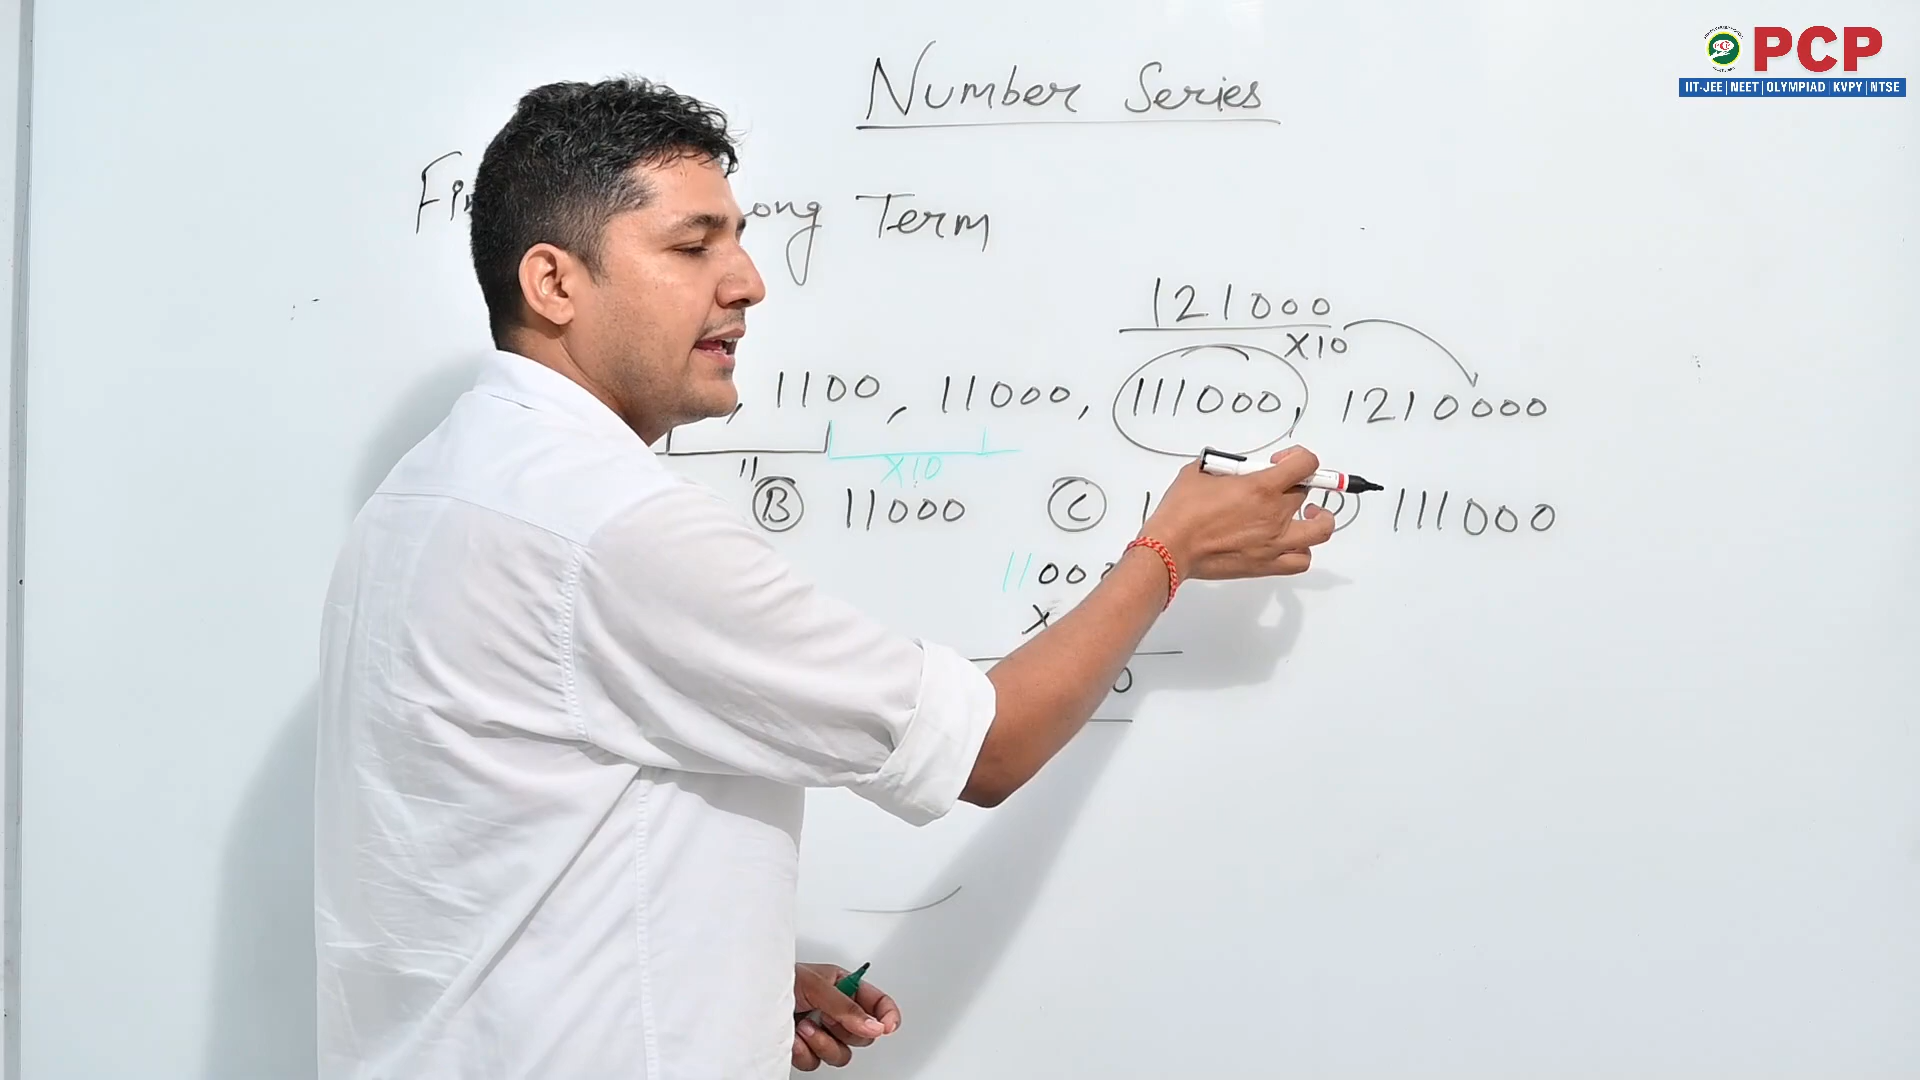 PCP
IIT-JEE | NEET | OLYMPIAD | KVPY | NTSE
Number Series
Term
121000
X10
, 1100, 11000, 111000, 1210000
11 X10
B 11000 C D 111000